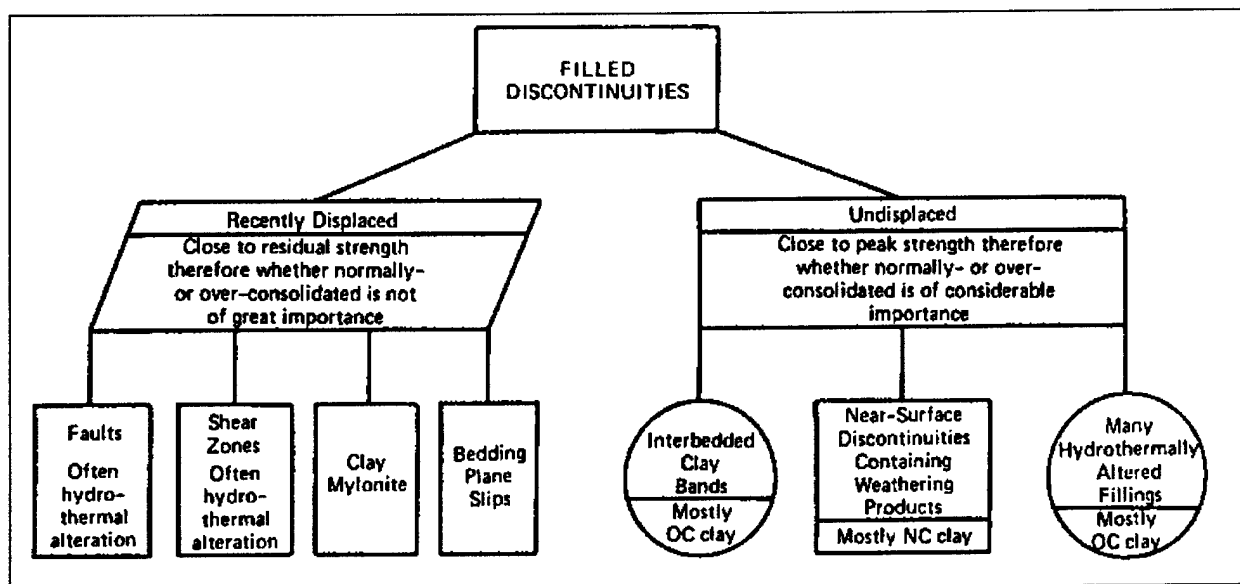 FILLED
DISCONTINUITIES
Recently Displaced
Close to residual strength
therefore whether normally-
or over-consolidated is not
of great importance
Undisplaced
Close to peak strength therefore
whether normally- or over-
consolidated is of considerable
importance
Faults
Often
hydro-
thermal
alteration
Shear
Zones
Often
hydro-
thermal
alteration
Clay
Mylonite
Bedding
Plane
Slips
Interbedded
Clay
Bands
Mostly
OC clay
Near-Surface
Discontinuities
Containing
Weathering
Products
Mostly NC clay
Many
Hydrothermally
Altered
Fillings
Mostly
OC clay